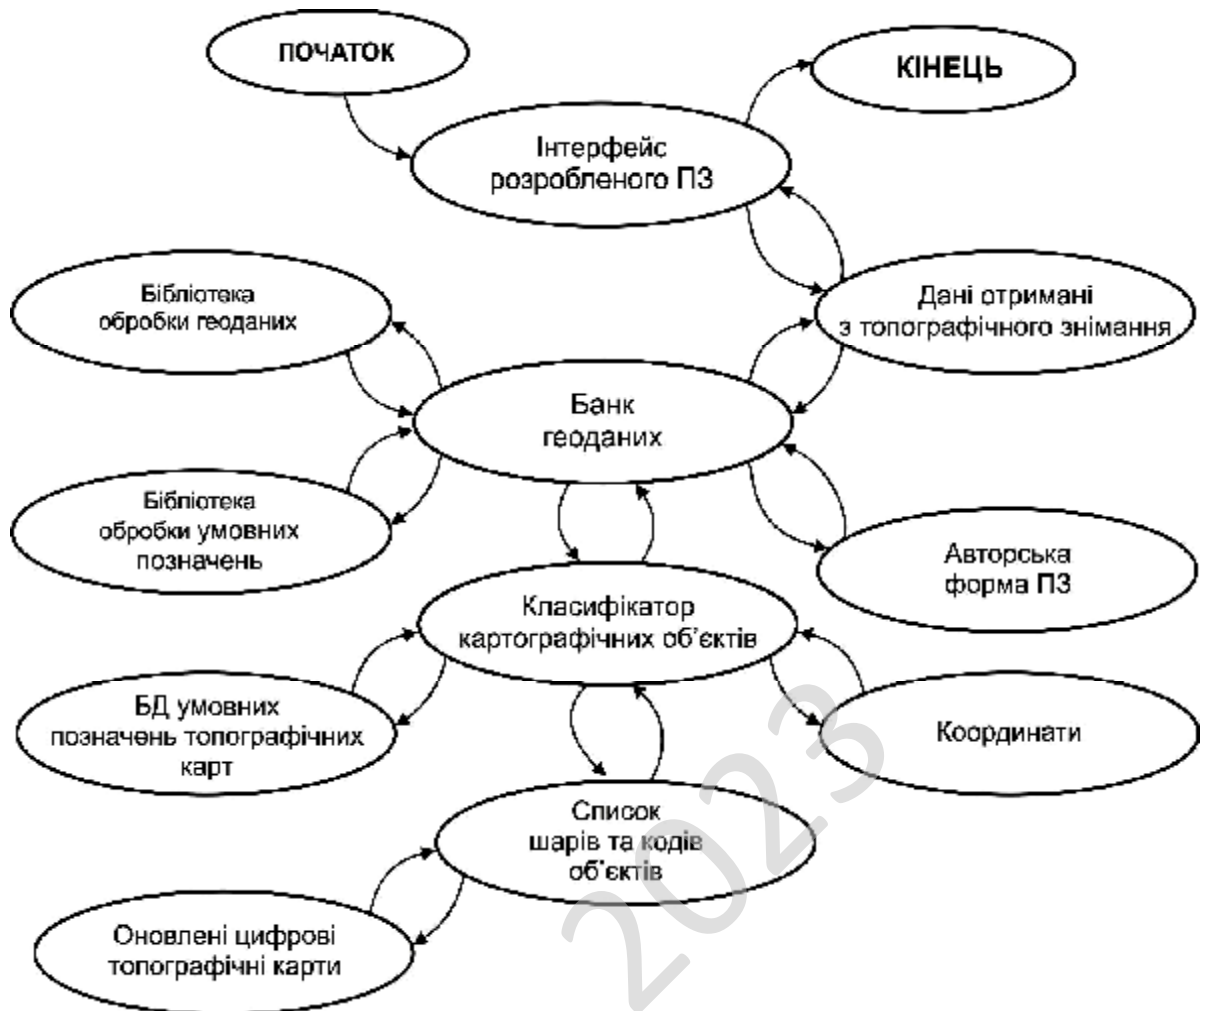 ПОЧАТОК
КІНЕЦЬ
Інтерфейс
розробленого ПЗ
Бібліотека
обробки геоданих
Дані отримані
з топографічного знімання
Банк
геоданих
Бібліотека
обробки умовних
позначень
Авторська
форма ПЗ
Класифікатор
картографічних об'єктів
БД умовних
позначень топографічних
карт
Координати
Список
шарів та кодів
об'єктів
Оновлені цифрові
топографічні карти
2023